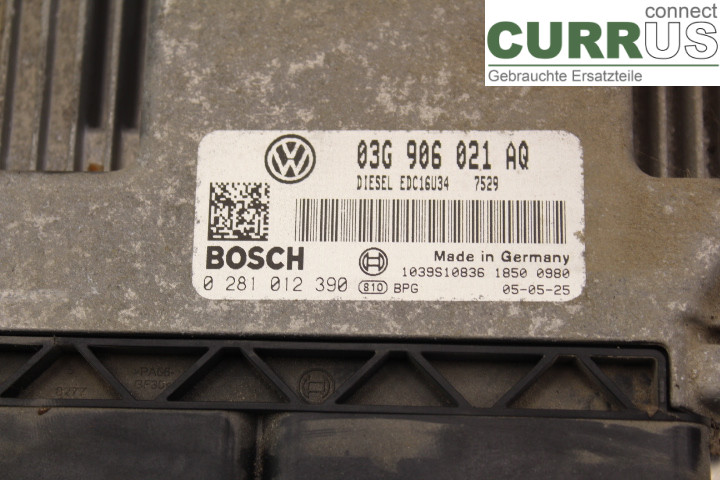 connect
CURRUS
Gebrauchte Ersatzteile
03G 906 021 AQ
DIESEL EDC16U34 7529
BOSCH
Made in Germany
1039S10836 1850 0980
0 281 012 390 810 BPG 05-05-25
>PA66-